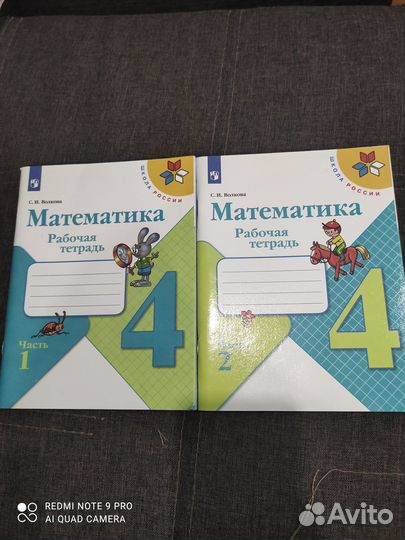 ШКОЛА РОССИИ
С. И. Волкова
Математика
Рабочая
тетрадь
4
Часть
1
ШКОЛА РОССИИ
С. И. Волкова
Математика
Рабочая
тетрадь
4
2
REDMI NOTE 9 PRO
AI QUAD CAMERA
Avito